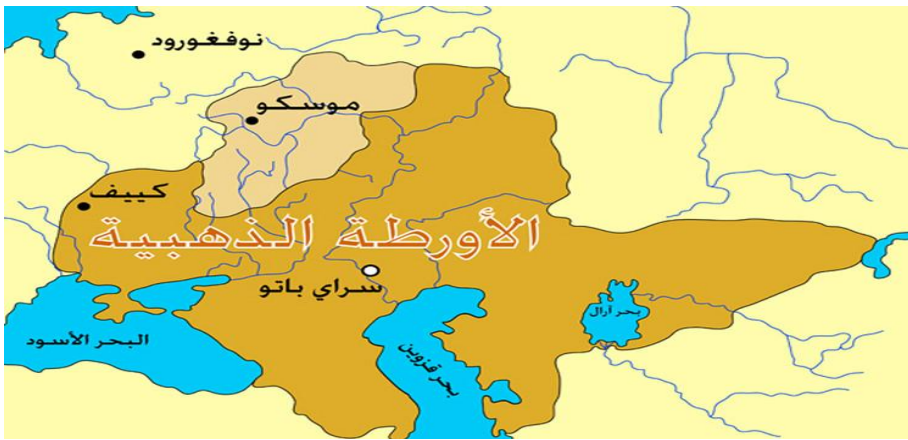 نوفغورود
موسكو
كييف
الأورطة الذهبية
سراي باتو
بحر آرال
البحر الأسود
بحر قزوين